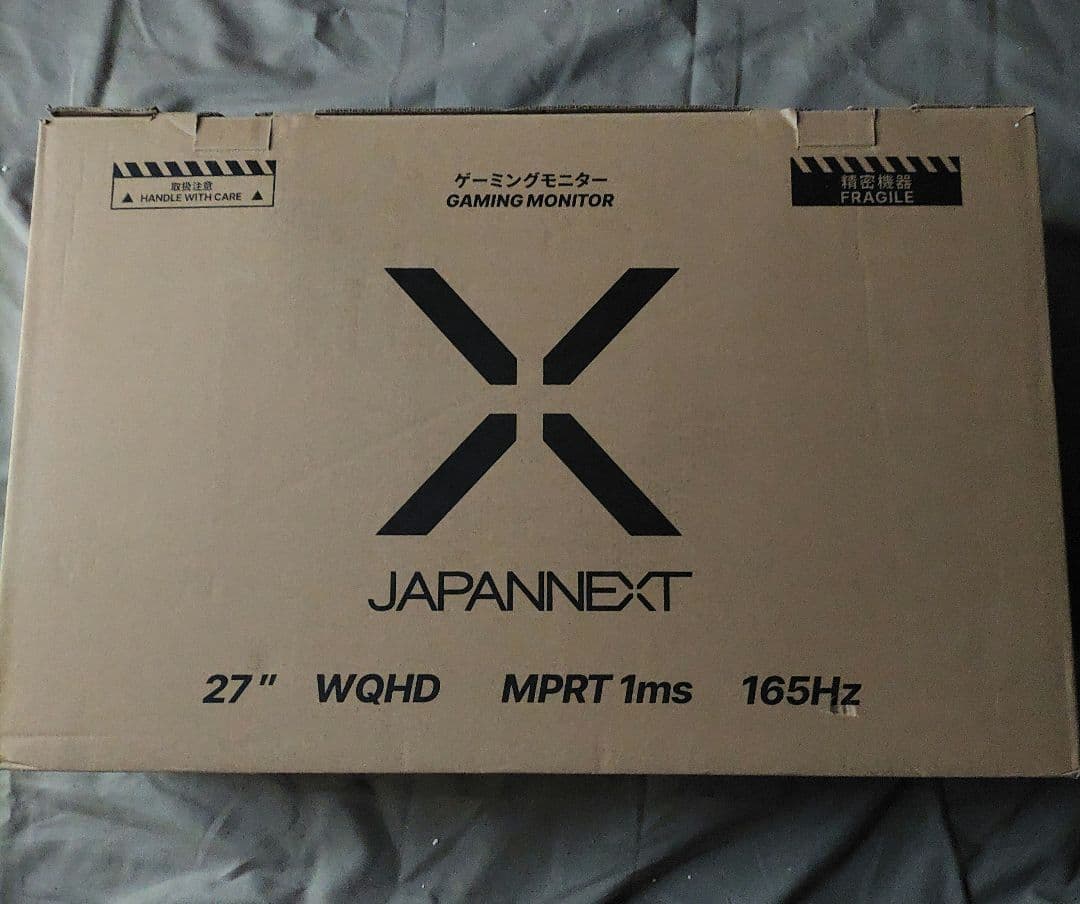 取扱注意
▲ HANDLE WITH CARE ▲
ゲーミングモニター
GAMING MONITOR
精密機器
FRAGILE
JAPANNEXT
27" WQHD MPRT 1ms 165Hz